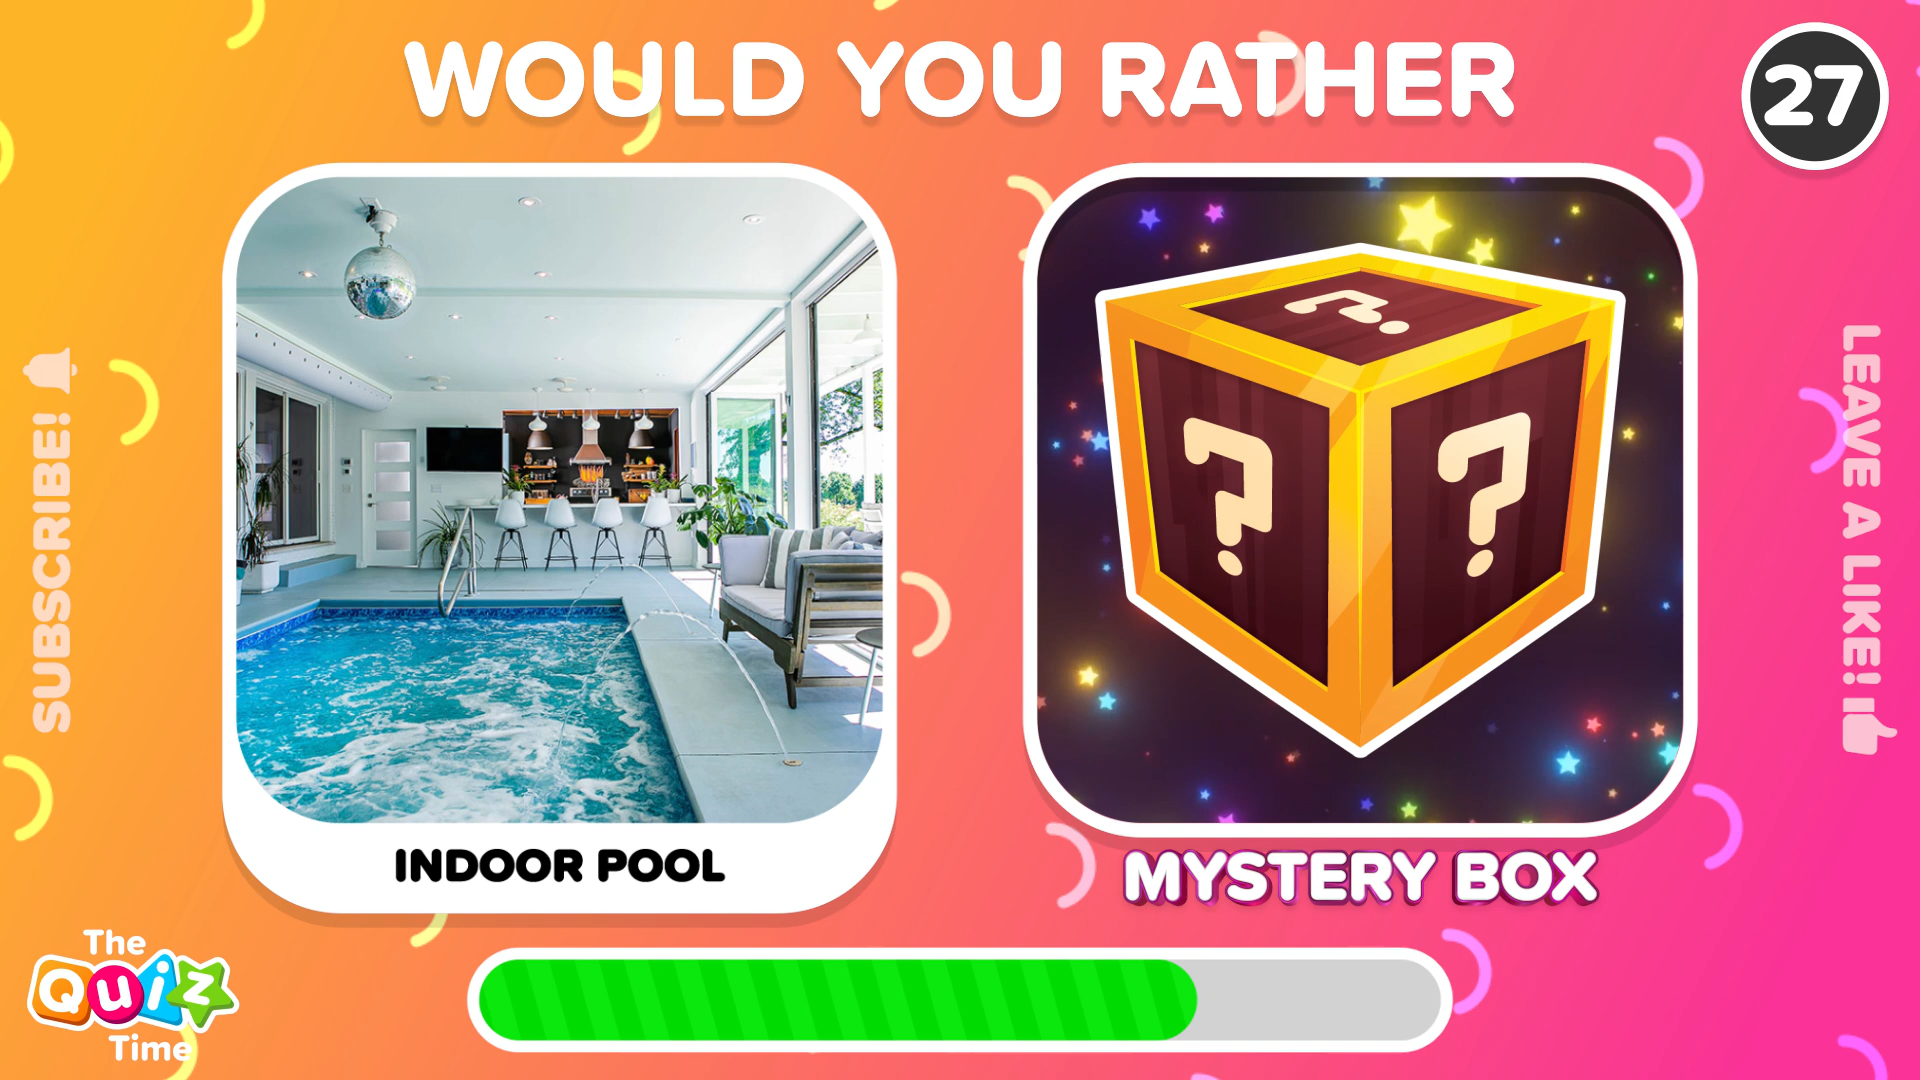 WOULD YOU RATHER
27
SUBSCRIBE!
LEAVE A LIKE!
? ? ?
INDOOR POOL
MYSTERY BOX
The
Quiz
Time